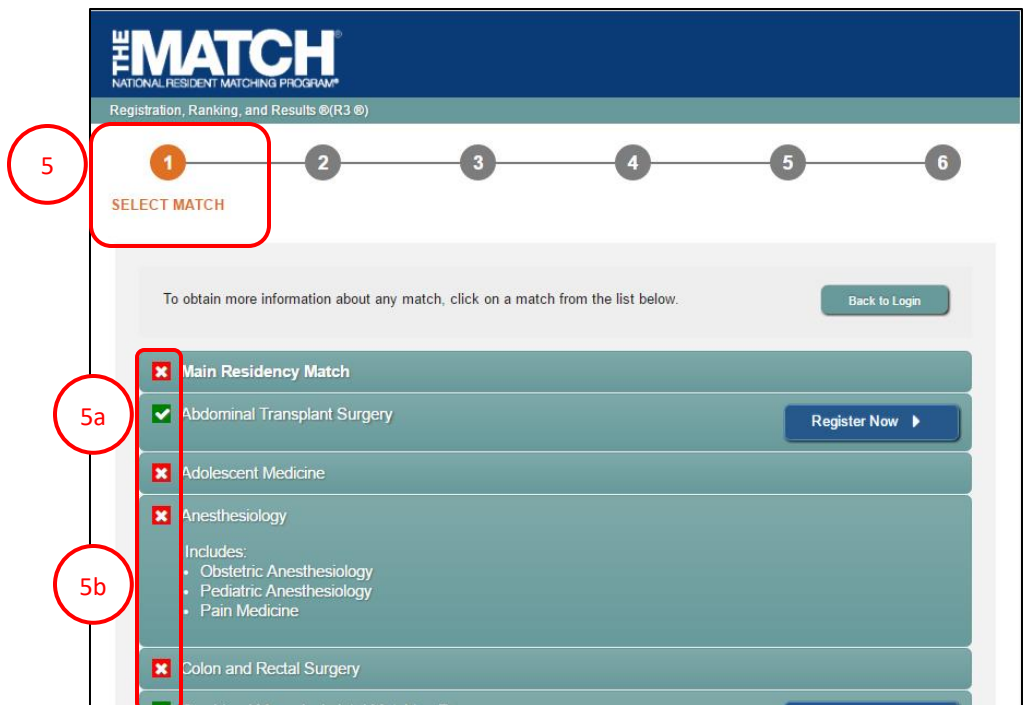 THE MATCH®
NATIONAL RESIDENT MATCHING PROGRAM®
Registration, Ranking, and Results ®(R3 ®)
5
1 2 3 4 5 6
SELECT MATCH
To obtain more information about any match, click on a match from the list below.
Back to Login
Main Residency Match
5a
Abdominal Transplant Surgery
Register Now
Adolescent Medicine
Anesthesiology
Includes:
5b
• Obstetric Anesthesiology
• Pediatric Anesthesiology
• Pain Medicine
Colon and Rectal Surgery